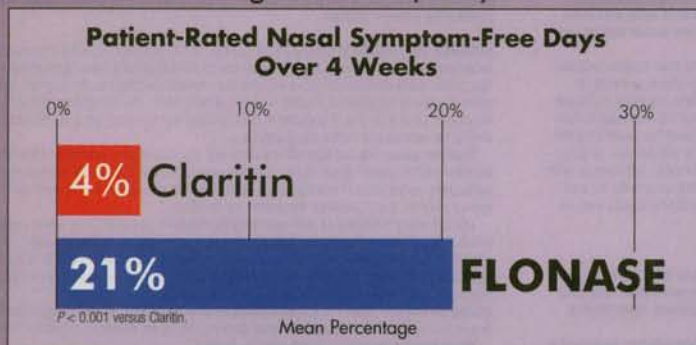 Patient-Rated Nasal Symptom-Free Days
Over 4 Weeks
0% 10% 20% 30%
4% Claritin
21% FLONASE
P < 0.001 versus Claritin.
Mean Percentage